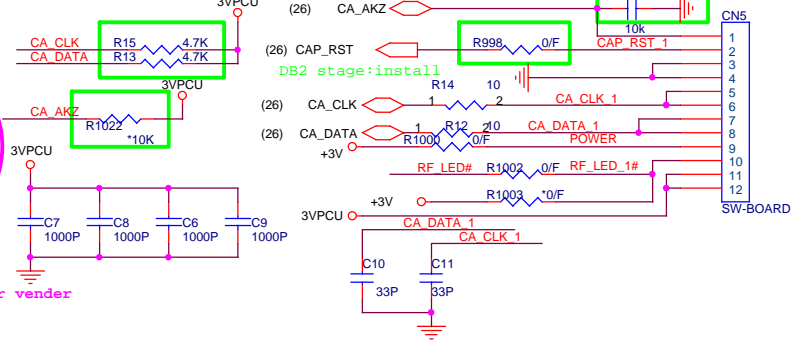 3VPCU
(26) CA_AKZ
10k
CN5
CA_CLK R15 4.7K
CA_DATA R13 4.7K
(26) CAP_RST R998 0/F CAP_RST_1
DB2 stage:install
1
2
3
4
5
6
7
8
9
10
11
12
SW-BOARD
3VPCU
CA_AKZ
R1022
*10K
R14 10
(26) CA_CLK 1 2 CA_CLK_1
(26) CA_DATA 1 R12 2 10 CA_DATA_1
+3V R1000 0/F POWER
RF_LED# R1002 0/F RF_LED_1#
+3V R1003 *0/F
3VPCU
3VPCU
C7 C8 C6 C9
1000P 1000P 1000P 1000P
CA_DATA_1
CA_CLK_1
C10 C11
33P 33P
r vender